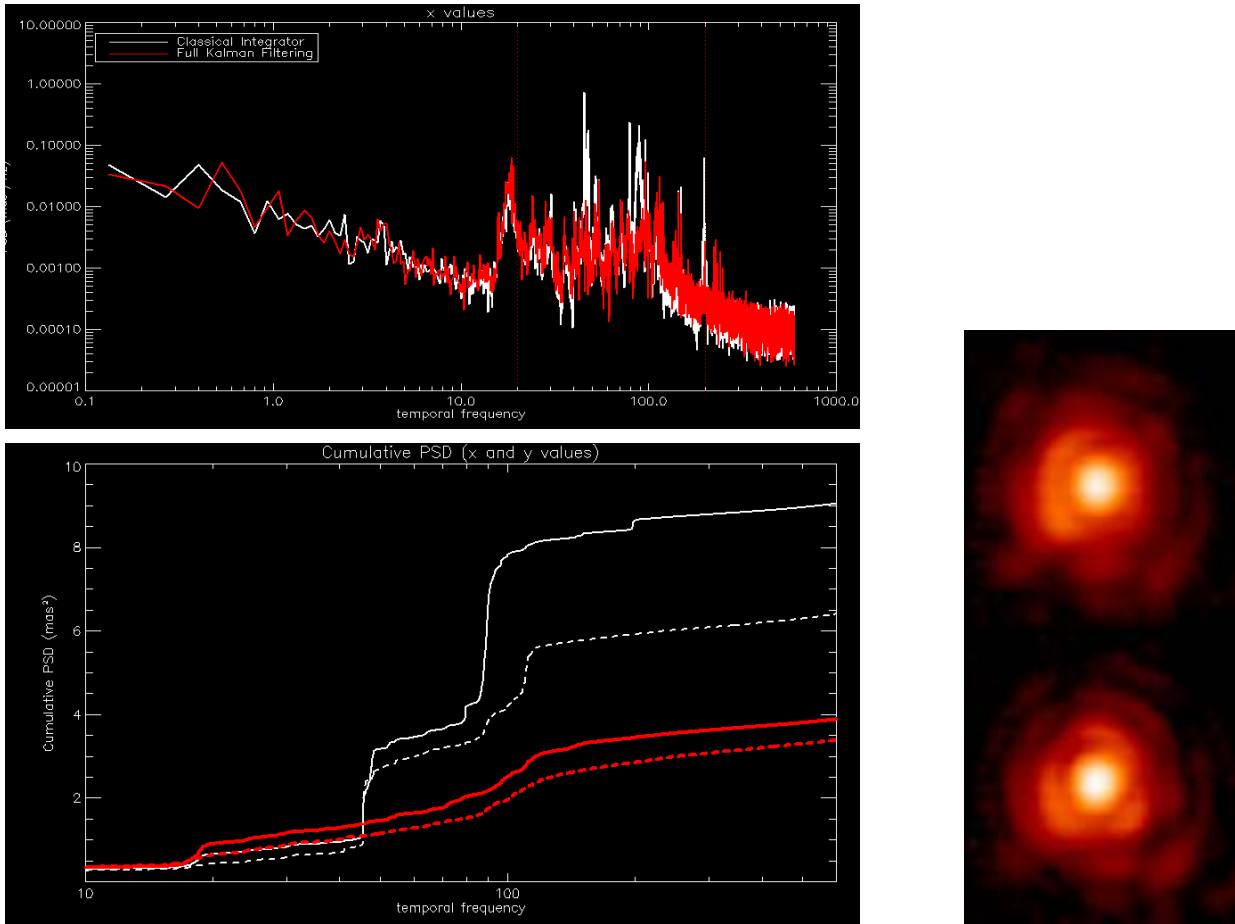 x values
10.00000
Classical Integrator
Full Kalman Filtering
1.00000
0.10000
0.01000
0.00100
0.00010
0.00001
0.1 1.0 10.0 100.0 1000.0
temporal frequency
Cumulative PSD (x and y values)
10
8
6
4
2
Cumulative PSD (mas²)
10 100
temporal frequency